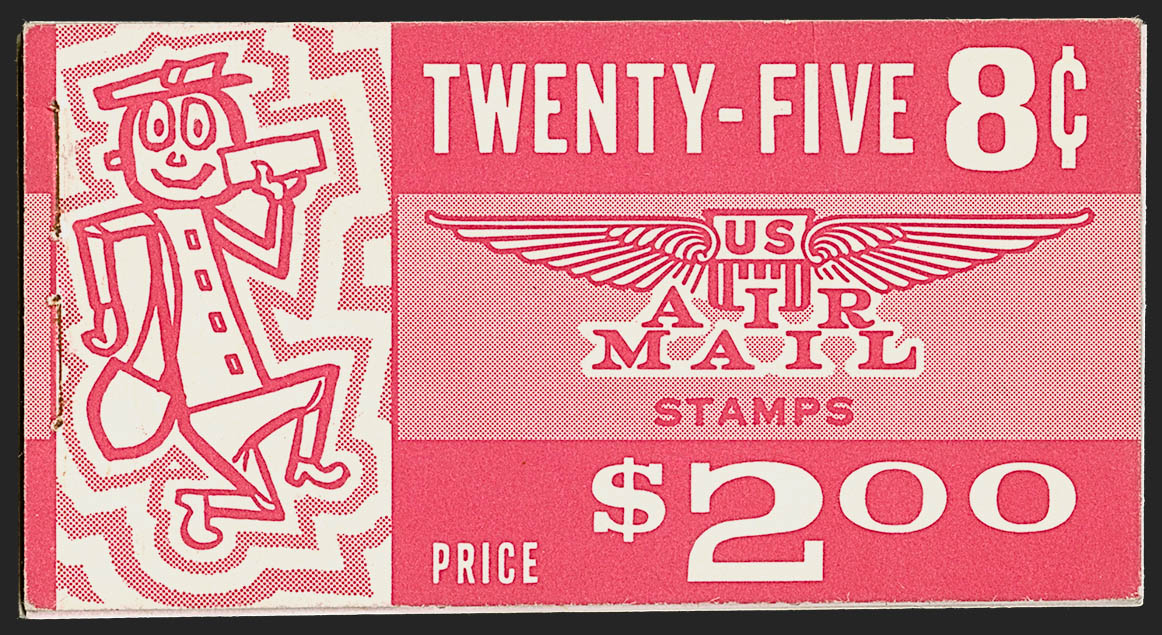 TWENTY-FIVE 8¢
US
AIR
MAIL
STAMPS
PRICE $2.00